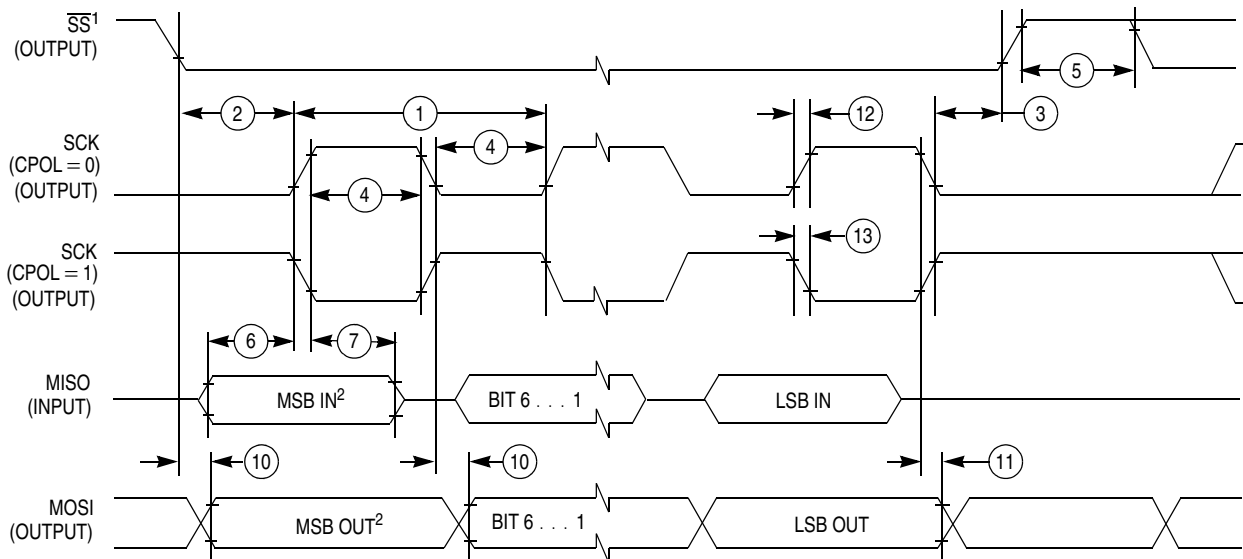 SS¹
(OUTPUT)
5
2
1
12
3
SCK
(CPOL = 0)
(OUTPUT)
4
4
SCK
(CPOL = 1)
(OUTPUT)
13
6
7
MISO
(INPUT)
MSB IN²
BIT 6 . . . 1
LSB IN
10
10
11
MOSI
(OUTPUT)
MSB OUT²
BIT 6 . . . 1
LSB OUT